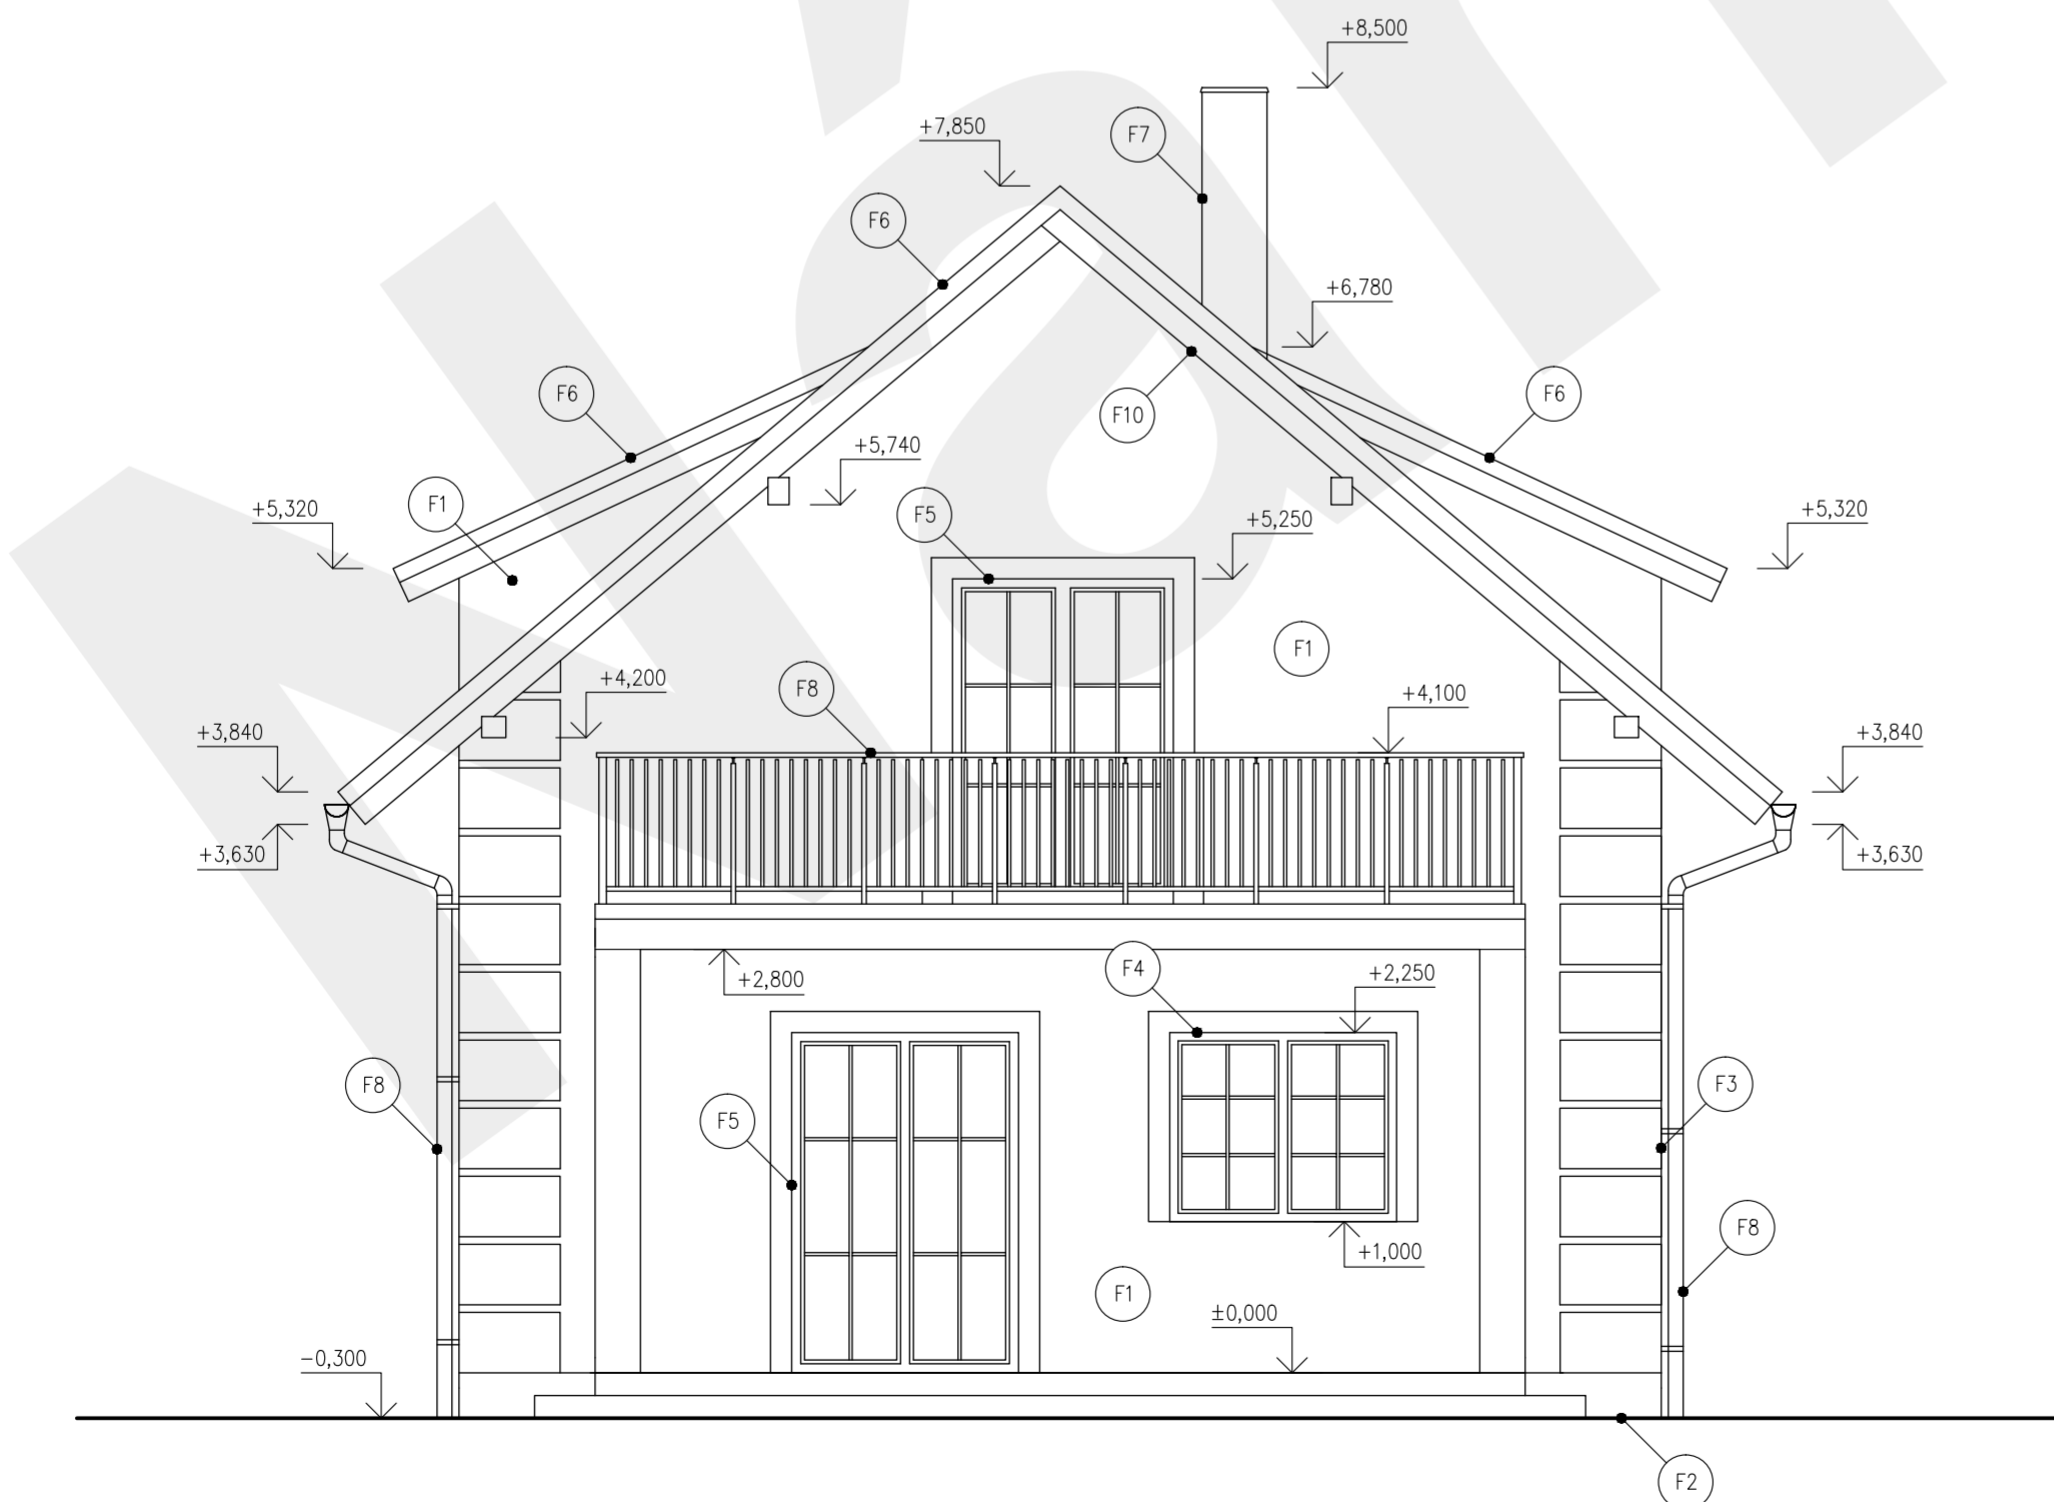 +8,500
+7,850
F7
F6
+6,780
F6
F10
F6
+5,740
F1
F5
+5,320
+5,250
+5,320
F1
+4,200
F8
+4,100
+3,840
+3,840
+3,630
+3,630
F4
+2,800
+2,250
F8
F3
F5
F8
+1,000
F1
±0,000
−0,300
F2